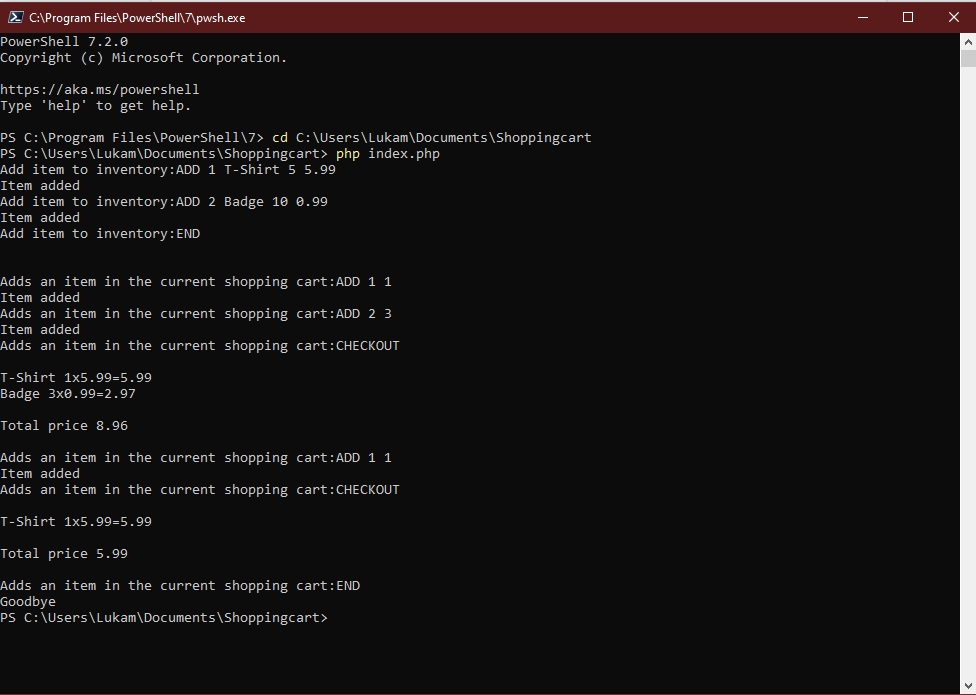 C:\Program Files\PowerShell\7\pwsh.exe
PowerShell 7.2.0
Copyright (c) Microsoft Corporation.
https://aka.ms/powershell
Type 'help' to get help.
PS C:\Program Files\PowerShell\7> cd C:\Users\Lukam\Documents\Shoppingcart
PS C:\Users\Lukam\Documents\Shoppingcart> php index.php
Add item to inventory:ADD 1 T-Shirt 5 5.99
Item added
Add item to inventory:ADD 2 Badge 10 0.99
Item added
Add item to inventory:END
Adds an item in the current shopping cart:ADD 1 1
Item added
Adds an item in the current shopping cart:ADD 2 3
Item added
Adds an item in the current shopping cart:CHECKOUT
T-Shirt 1x5.99=5.99
Badge 3x0.99=2.97
Total price 8.96
Adds an item in the current shopping cart:ADD 1 1
Item added
Adds an item in the current shopping cart:CHECKOUT
T-Shirt 1x5.99=5.99
Total price 5.99
Adds an item in the current shopping cart:END
Goodbye
PS C:\Users\Lukam\Documents\Shoppingcart>